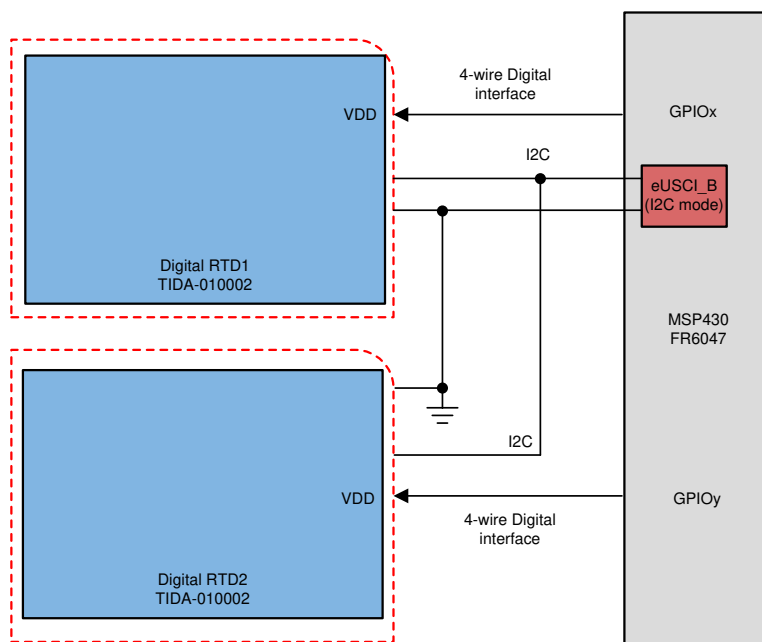 4-wire Digital
interface
VDD
GPIOx
I2C
eUSCI_B
(I2C mode)
Digital RTD1
TIDA-010002
MSP430
FR6047
I2C
VDD
GPIOy
4-wire Digital
interface
Digital RTD2
TIDA-010002